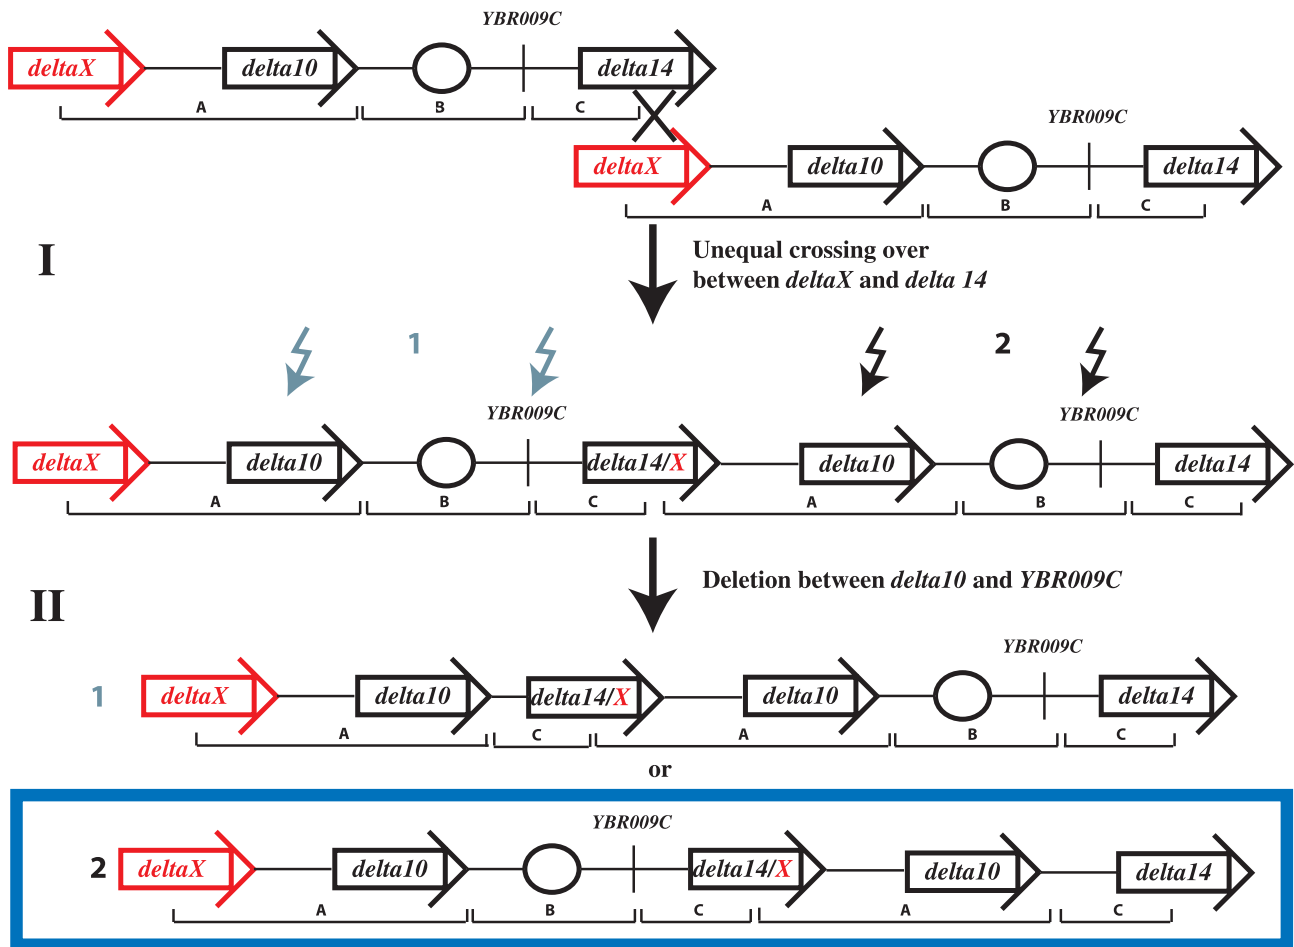 YBR009C
deltaX delta10 delta14
A B C
YBR009C
deltaX delta10 delta14
A B C
I
Unequal crossing over
between deltaX and delta 14
1 2
YBR009C YBR009C
deltaX delta10 delta14/X delta10 delta14
A B C A B C
Deletion between delta10 and YBR009C
II
YBR009C
1 deltaX delta10 delta14/X delta10 delta14
A C A B C
or
YBR009C
2 deltaX delta10 delta14/X delta10 delta14
A B C A C